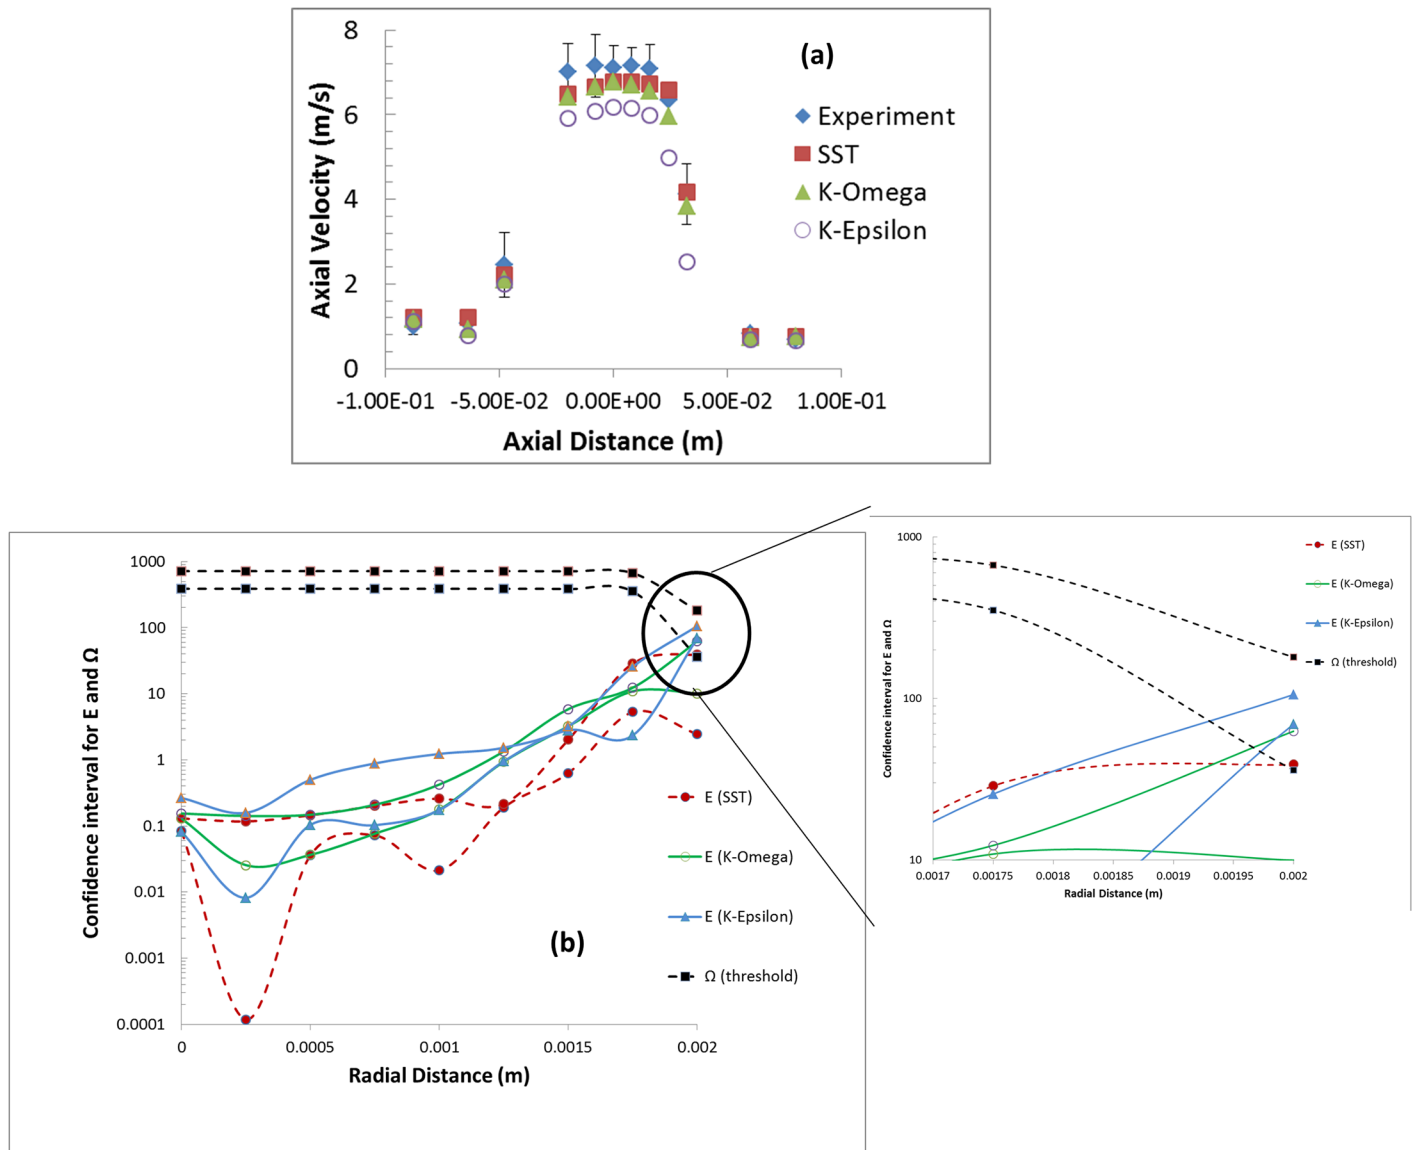 (a)
Axial Velocity (m/s)
8
6
4
2
0
-1.00E-01 -5.00E-02 0.00E+00 5.00E-02 1.00E-01
Axial Distance (m)
Experiment
SST
K-Omega
K-Epsilon
Confidence interval for E and Ω
1000
100
10
1
0.1
0.01
0.001
0.0001
0 0.0005 0.001 0.0015 0.002
Radial Distance (m)
E (SST)
E (K-Omega)
E (K-Epsilon)
Ω (threshold)
(b)
Confidence interval for E and Ω
1000
100
10
0.0017 0.00175 0.0018 0.00185 0.0019 0.00195 0.002
Radial Distance (m)
E (SST)
E (K-Omega)
E (K-Epsilon)
Ω (threshold)